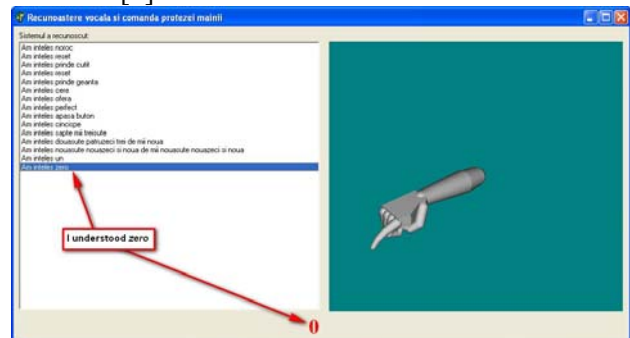 Recunoastere vocala si comanda protezei mainii
Sistemul a recunoscut:
Am inteles noroc
Am inteles reset
Am inteles prinde cutit
Am inteles reset
Am inteles prinde geanta
Am inteles cere
Am inteles ofera
Am inteles perfect
Am inteles apasa buton
Am inteles cincispe
Am inteles sapte mii treisute
Am inteles douasute patruzeci trei de mii noua
Am inteles nouasute nouazeci si noua de mii nouasute nouazeci si noua
Am inteles un
Am inteles zero
I understood zero
0